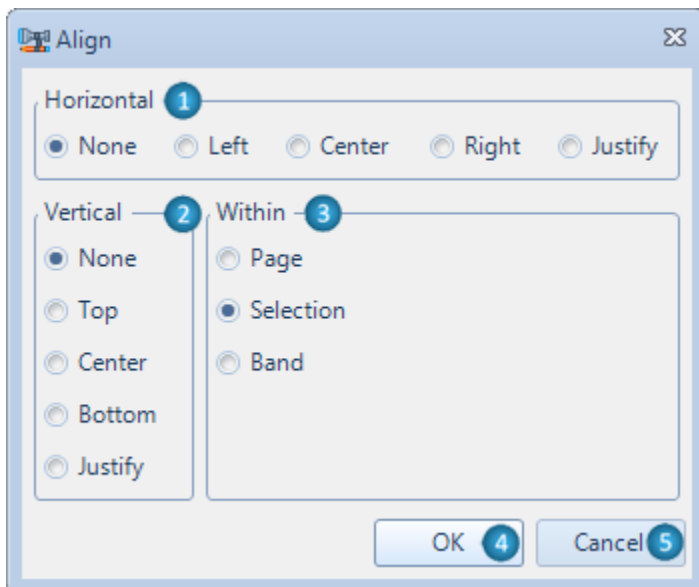 Align
Horizontal 1
None Left Center Right Justify
Vertical 2
None
Top
Center
Bottom
Justify
Within 3
Page
Selection
Band
OK 4 Cancel 5